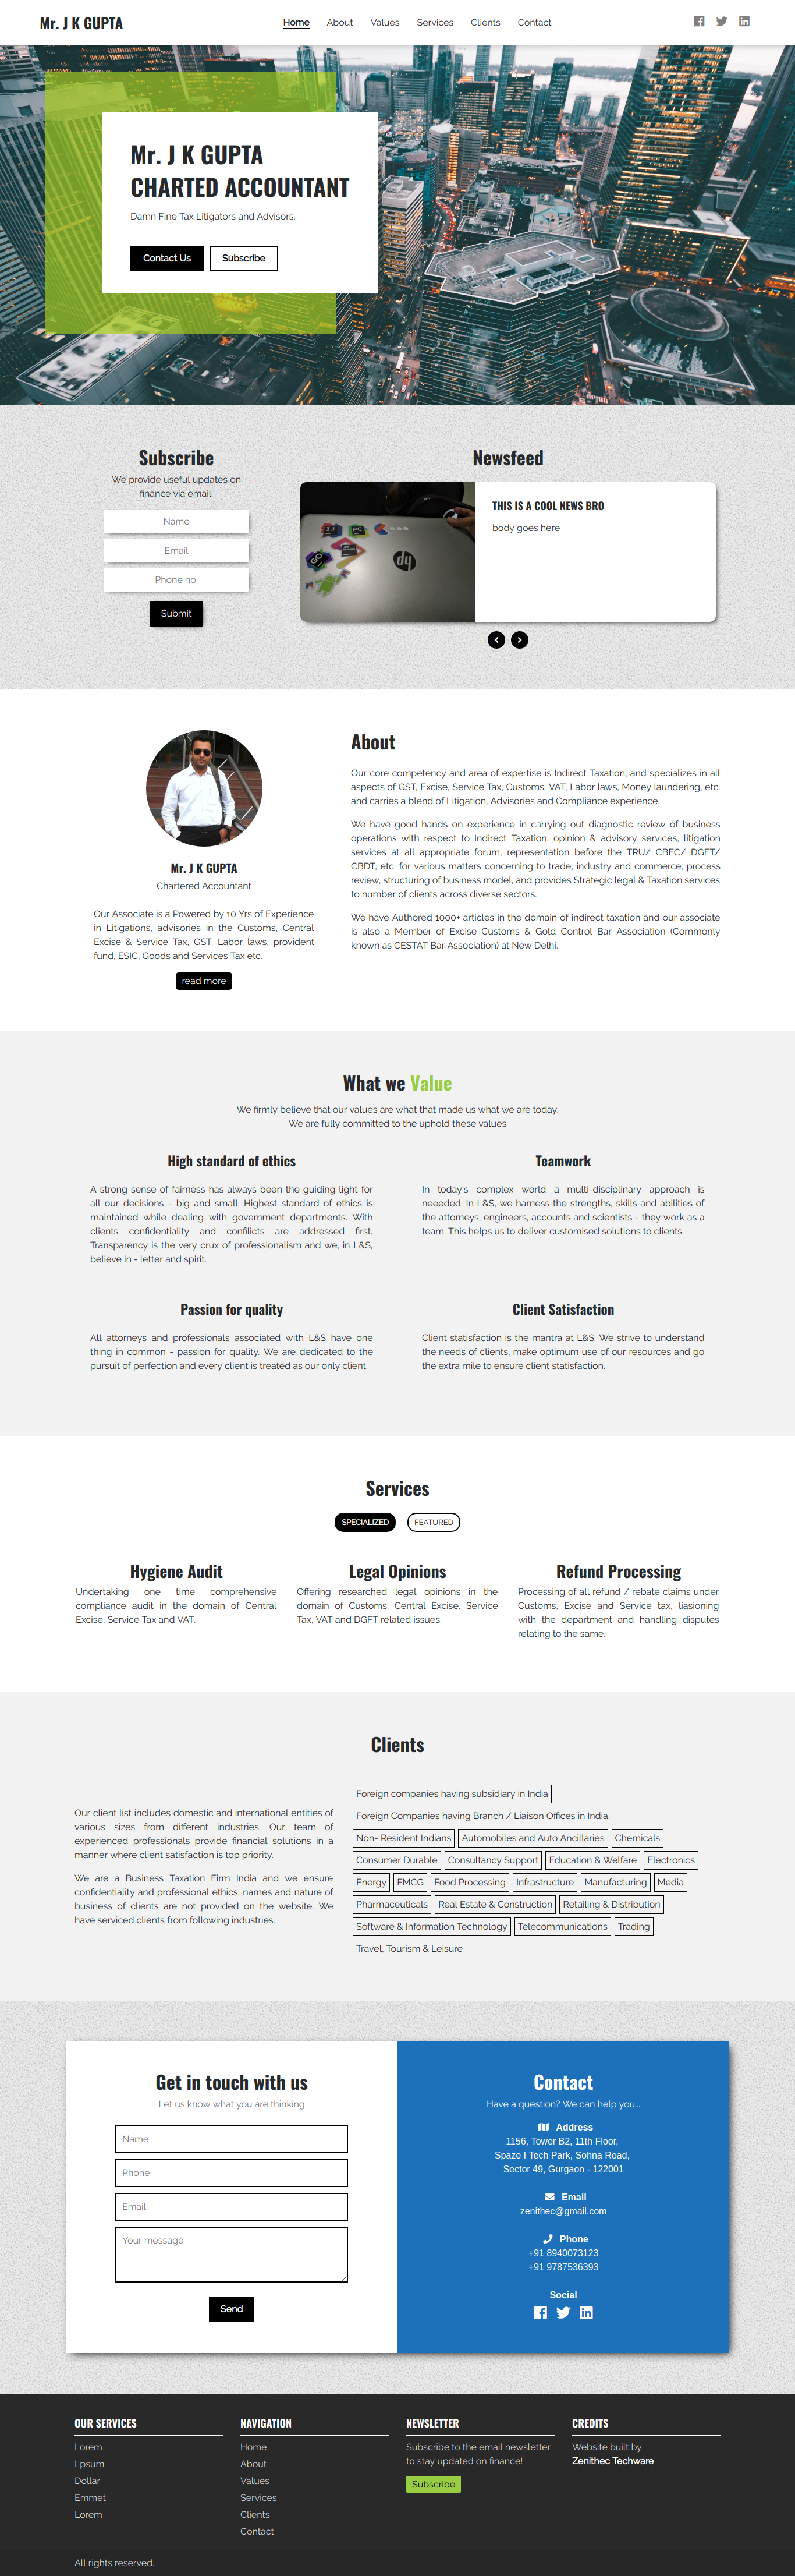 Mr. J K GUPTA
Home About Values Services Clients Contact
Mr. J K GUPTA
CHARTED ACCOUNTANT
Damn Fine Tax Litigators and Advisors.
Contact Us Subscribe
Subscribe
We provide useful updates on
finance via email.
Name
Email
Phone no.
Submit
Newsfeed
hp
THIS IS A COOL NEWS BRO
body goes here
Mr. J K GUPTA
Chartered Accountant
Our Associate is a Powered by 10 Yrs of Experience
in Litigations, advisories in the Customs, Central
Excise & Service Tax, GST, Labor laws, provident
fund, ESIC, Goods and Services Tax etc.
read more
About
Our core competency and area of expertise is Indirect Taxation, and specializes in all
aspects of GST, Excise, Service Tax, Customs, VAT, Labor laws, Money laundering, etc.
and carries a blend of Litigation, Advisories and Compliance experience.
We have good hands on experience in carrying out diagnostic review of business
operations with respect to Indirect Taxation, opinion & advisory services, litigation
services at all appropriate forum, representation before the TRU/ CBEC/ DGFT/
CBDT, etc. for various matters concerning to trade, industry and commerce, process
review, structuring of business model, and provides Strategic legal & Taxation services
to number of clients across diverse sectors.
We have Authored 1000+ articles in the domain of indirect taxation and our associate
is also a Member of Excise Customs & Gold Control Bar Association (Commonly
known as CESTAT Bar Association) at New Delhi.
What we Value
We firmly believe that our values are what that made us what we are today.
We are fully committed to the uphold these values
High standard of ethics
A strong sense of fairness has always been the guiding light for
all our decisions - big and small. Highest standard of ethics is
maintained while dealing with government departments. With
clients confidentiality and confilicts are addressed first.
Transparency is the very crux of professionalism and we, in L&S,
believe in - letter and spirit.
Teamwork
In today's complex world a multi-disciplinary approach is
neeeded. In L&S, we harness the strengths, skills and abilities of
the attorneys, engineers, accounts and scientists - they work as a
team. This helps us to deliver customised solutions to clients.
Passion for quality
All attorneys and professionals associated with L&S have one
thing in common - passion for quality. We are dedicated to the
pursuit of perfection and every client is treated as our only client.
Client Satisfaction
Client statisfaction is the mantra at L&S. We strive to understand
the needs of clients, make optimum use of our resources and go
the extra mile to ensure client statisfaction.
Services
SPECIALIZED FEATURED
Hygiene Audit
Undertaking one time comprehensive
compliance audit in the domain of Central
Excise, Service Tax and VAT.
Legal Opinions
Offering researched legal opinions in the
domain of Customs, Central Excise, Service
Tax, VAT and DGFT related issues.
Refund Processing
Processing of all refund / rebate claims under
Customs, Excise and Service tax, liasioning
with the department and handling disputes
relating to the same.
Clients
Our client list includes domestic and international entities of
various sizes from different industries. Our team of
experienced professionals provide financial solutions in a
manner where client satisfaction is top priority.
We are a Business Taxation Firm India and we ensure
confidentiality and professional ethics, names and nature of
business of clients are not provided on the website. We
have serviced clients from following industries.
Foreign companies having subsidiary in India
Foreign Companies having Branch / Liaison Offices in India.
Non- Resident Indians Automobiles and Auto Ancillaries Chemicals
Consumer Durable Consultancy Support Education & Welfare Electronics
Energy FMCG Food Processing Infrastructure Manufacturing Media
Pharmaceuticals Real Estate & Construction Retailing & Distribution
Software & Information Technology Telecommunications Trading
Travel, Tourism & Leisure
Get in touch with us
Let us know what you are thinking
Name
Phone
Email
Your message
Send
Contact
Have a question? We can help you...
Address
1156, Tower B2, 11th Floor,
Spaze I Tech Park, Sohna Road,
Sector 49, Gurgaon - 122001
Email
zenithec@gmail.com
Phone
+91 8940073123
+91 9787536393
Social
OUR SERVICES
Lorem
Lpsum
Dollar
Emmet
Lorem
NAVIGATION
Home
About
Values
Services
Clients
Contact
NEWSLETTER
Subscribe to the email newsletter
to stay updated on finance!
Subscribe
CREDITS
Website built by
Zenithec Techware
All rights reserved.